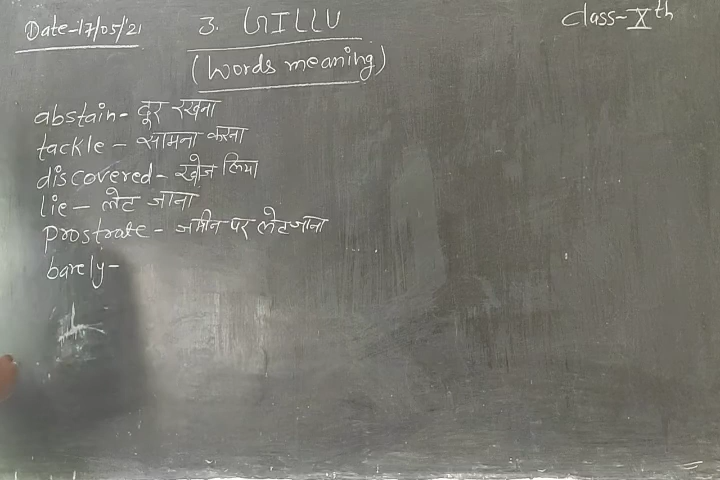 Date-17/05/21 3. GILLU Class-Xth
(Words meaning)
abstain- दूर रखना
tackle - सामना करना
discovered- खोज लिया
lie - लेट जाना
prostrate - जमीन पर लेटजाना
barely-